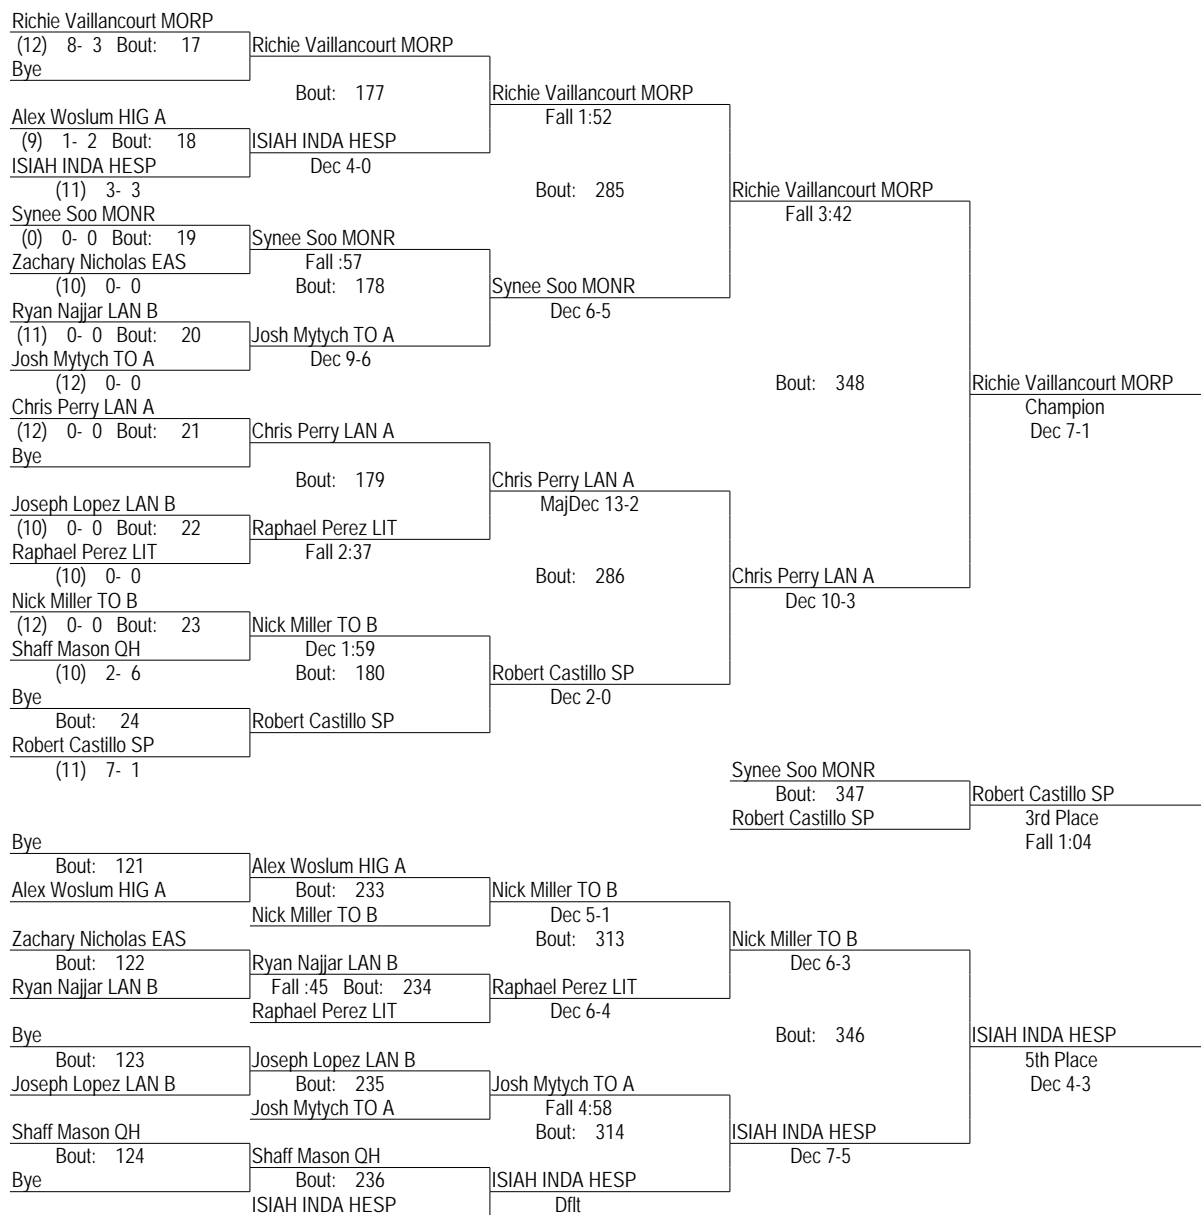 Richie Vaillancourt MORP
(12) 8- 3 Bout: 17 Richie Vaillancourt MORP
Bye
Bout: 177 Richie Vaillancourt MORP
Alex Woslum HIG A Fall 1:52
(9) 1- 2 Bout: 18 ISIAH INDA HESP
ISIAH INDA HESP Dec 4-0
(11) 3- 3 Bout: 285 Richie Vaillancourt MORP
Synee Soo MONR Fall 3:42
(0) 0- 0 Bout: 19 Synee Soo MONR
Zachary Nicholas EAS Fall :57
(10) 0- 0 Bout: 178 Synee Soo MONR
Ryan Najjar LAN B Dec 6-5
(11) 0- 0 Bout: 20 Josh Mytych TO A
Josh Mytych TO A Dec 9-6
(12) 0- 0 Bout: 348 Richie Vaillancourt MORP
Chris Perry LAN A Champion
(12) 0- 0 Bout: 21 Chris Perry LAN A Dec 7-1
Bye
Bout: 179 Chris Perry LAN A
Joseph Lopez LAN B MajDec 13-2
(10) 0- 0 Bout: 22 Raphael Perez LIT
Raphael Perez LIT Fall 2:37
(10) 0- 0 Bout: 286 Chris Perry LAN A
Nick Miller TO B Dec 10-3
(12) 0- 0 Bout: 23 Nick Miller TO B
Shaff Mason QH Dec 1:59
(10) 2- 6 Bout: 180 Robert Castillo SP
Bye Dec 2-0
Bout: 24 Robert Castillo SP
Robert Castillo SP
(11) 7- 1 Synee Soo MONR
Bout: 347 Robert Castillo SP
Robert Castillo SP 3rd Place
Bye Fall 1:04
Bout: 121 Alex Woslum HIG A
Alex Woslum HIG A Bout: 233 Nick Miller TO B
Nick Miller TO B Dec 5-1
Zachary Nicholas EAS Bout: 313 Nick Miller TO B
Bout: 122 Ryan Najjar LAN B Dec 6-3
Ryan Najjar LAN B Fall :45 Bout: 234 Raphael Perez LIT
Raphael Perez LIT Dec 6-4
Bye Bout: 346 ISIAH INDA HESP
Bout: 123 Joseph Lopez LAN B 5th Place
Joseph Lopez LAN B Bout: 235 Josh Mytych TO A Dec 4-3
Josh Mytych TO A Fall 4:58
Shaff Mason QH Bout: 314 ISIAH INDA HESP
Bout: 124 Shaff Mason QH Dec 7-5
Bye Bout: 236 ISIAH INDA HESP
ISIAH INDA HESP Dflt